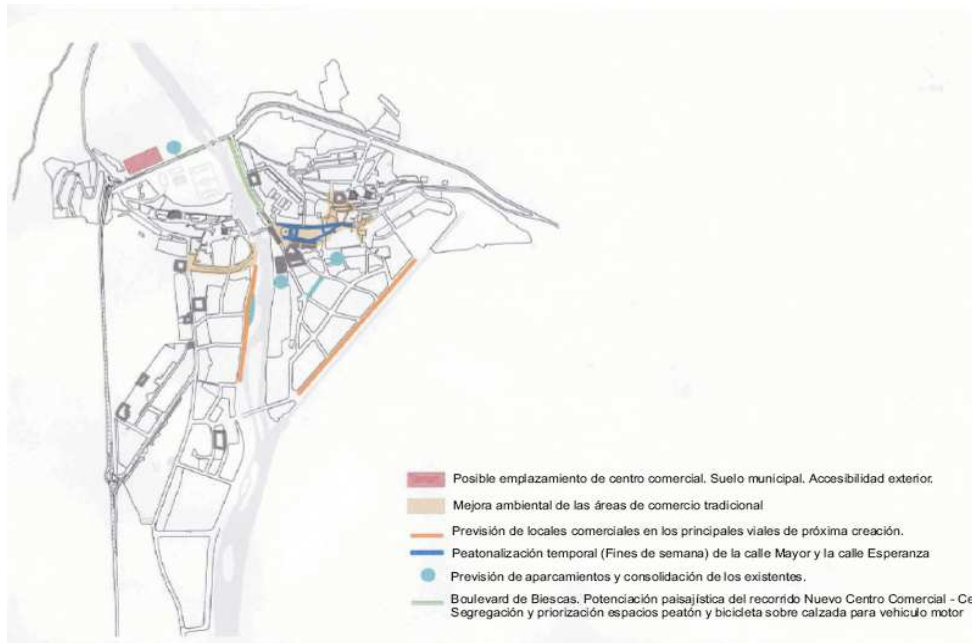 Posible emplazamiento de centro comercial. Suelo municipal. Accesibilidad exterior.
Mejora ambiental de las áreas de comercio tradicional
Previsión de locales comerciales en los principales viales de próxima creación.
Peatonalización temporal (Fines de semana) de la calle Mayor y la calle Esperanza
Previsión de aparcamientos y consolidación de los existentes.
Boulevard de Biescas. Potenciación paisajística del recorrido Nuevo Centro Comercial - Ce
Segregación y priorización espacios peatón y bicicleta sobre calzada para vehiculo motor